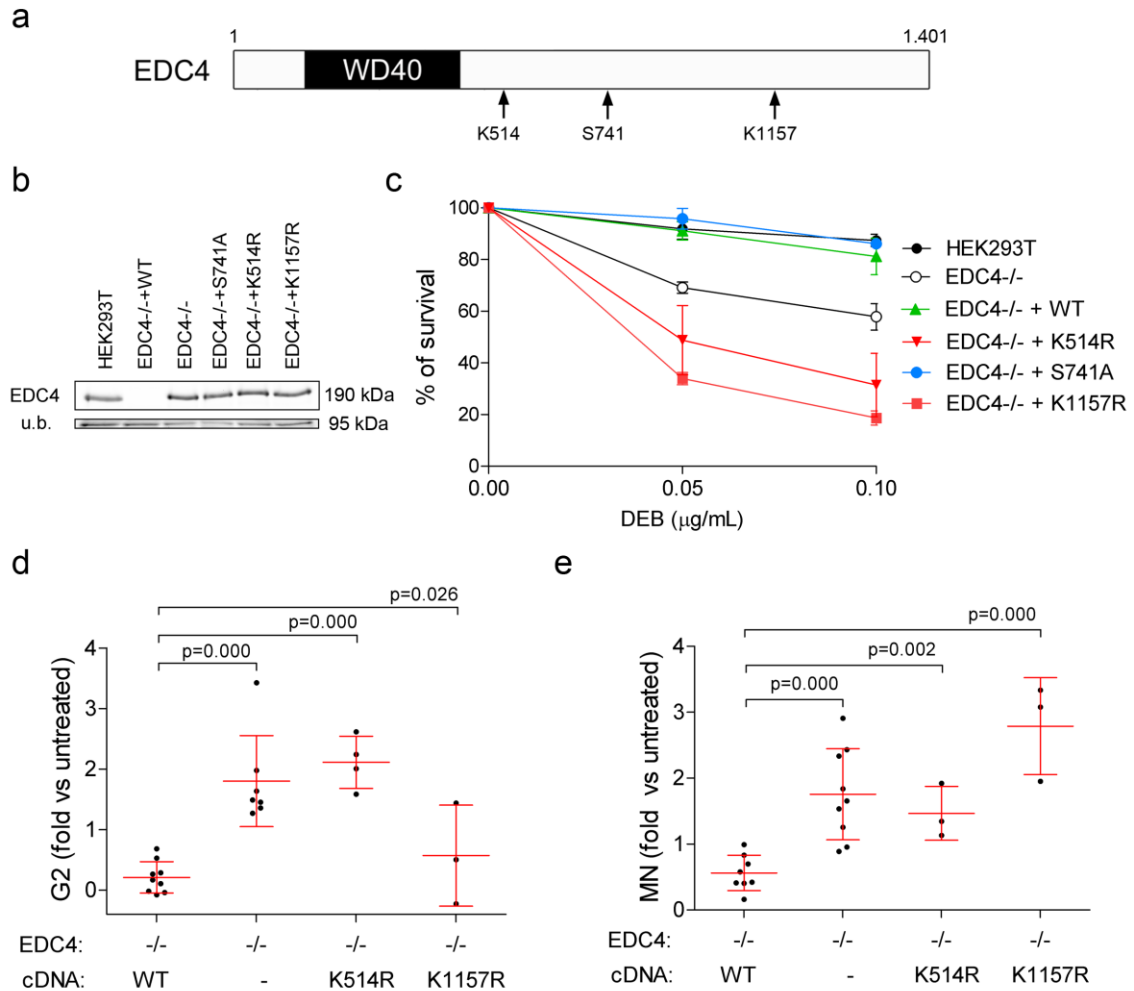 a
1
1.401
EDC4
WD40
K514
S741
K1157
b
HEK293T
EDC4-/-+WT
EDC4-/-
EDC4-/-+S741A
EDC4-/-+K514R
EDC4-/-+K1157R
EDC4
190 kDa
u.b.
95 kDa
c
% of survival
100
80
60
40
20
0
0.00
0.05
0.10
DEB (μg/mL)
HEK293T
EDC4-/-
EDC4-/- + WT
EDC4-/- + K514R
EDC4-/- + S741A
EDC4-/- + K1157R
d
p=0.026
p=0.000
p=0.000
G2 (fold vs untreated)
4
3
2
1
0
EDC4: -/- -/- -/- -/-
cDNA: WT - K514R K1157R
e
p=0.000
p=0.002
p=0.000
MN (fold vs untreated)
4
3
2
1
0
EDC4: -/- -/- -/- -/-
cDNA: WT - K514R K1157R